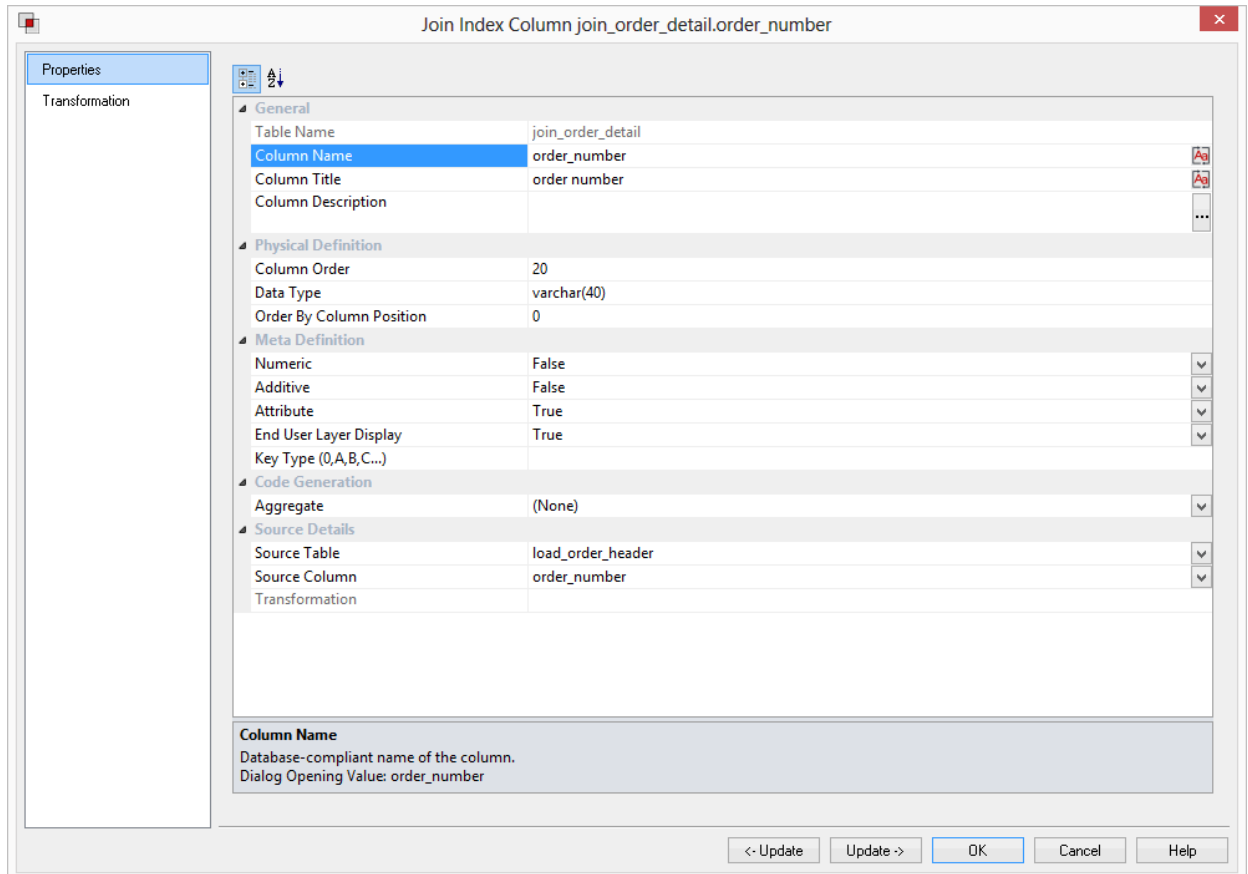 Join Index Column join_order_detail.order_number
Properties
Transformation
General
Table Name join_order_detail
Column Name order_number
Column Title order number
Column Description
...
Physical Definition
Column Order 20
Data Type varchar(40)
Order By Column Position 0
Meta Definition
Numeric False
Additive False
Attribute True
End User Layer Display True
Key Type (0,A,B,C...)
Code Generation
Aggregate (None)
Source Details
Source Table load_order_header
Source Column order_number
Transformation
Column Name
Database-compliant name of the column.
Dialog Opening Value: order_number
<- Update Update -> OK Cancel Help